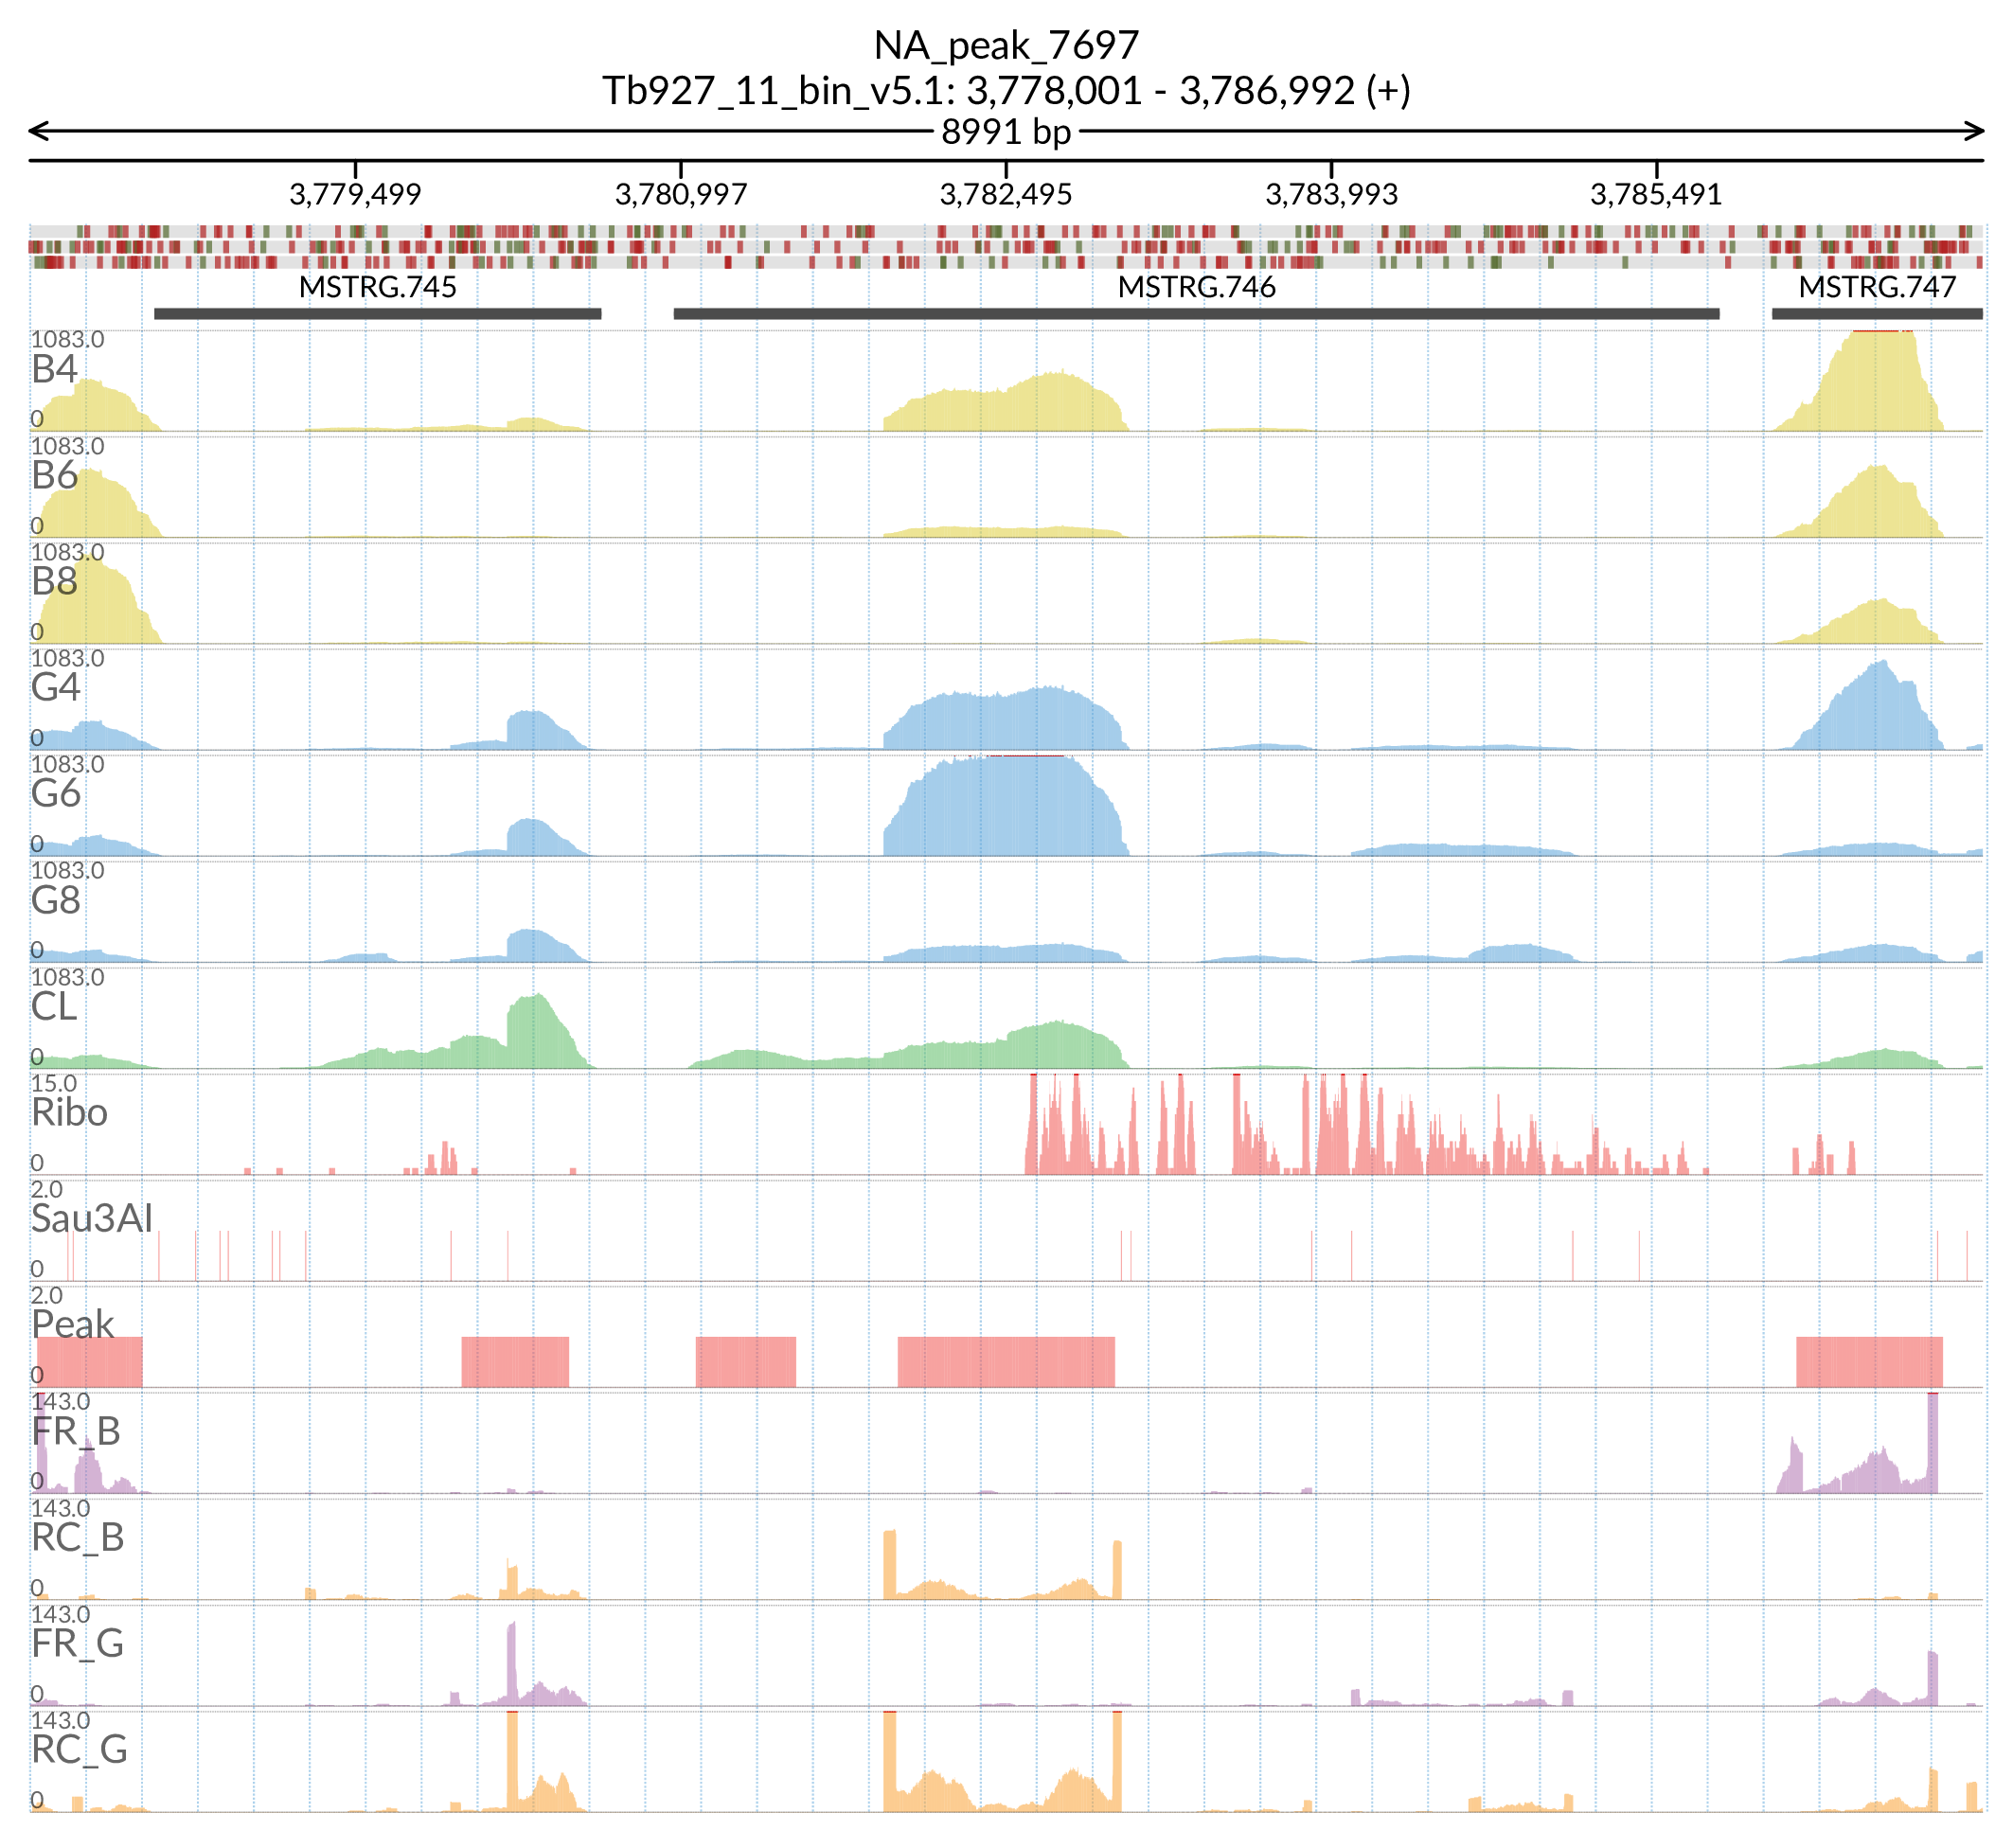 NA_peak_7697
Tb927_11_bin_v5.1: 3,778,001 - 3,786,992 (+)
8991 bp
3,779,499 3,780,997 3,782,495 3,783,993 3,785,491
MSTRG.745 MSTRG.746 MSTRG.747
1083.0
B4
0
1083.0
B6
0
1083.0
B8
0
1083.0
G4
0
1083.0
G6
0
1083.0
G8
0
1083.0
CL
0
15.0
Ribo
0
2.0
Sau3AI
0
2.0
Peak
0
143.0
FR_B
0
143.0
RC_B
0
143.0
FR_G
0
143.0
RC_G
0